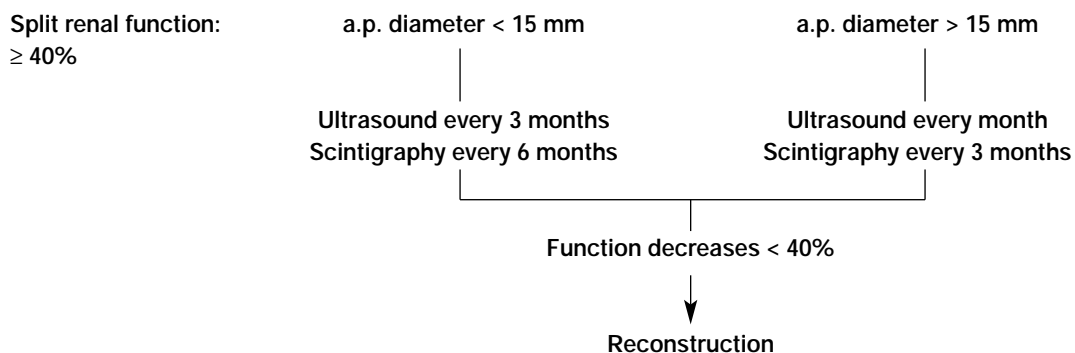 Split renal function:
≥ 40%
a.p. diameter < 15 mm
a.p. diameter > 15 mm
Ultrasound every 3 months
Scintigraphy every 6 months
Ultrasound every month
Scintigraphy every 3 months
Function decreases < 40%
Reconstruction